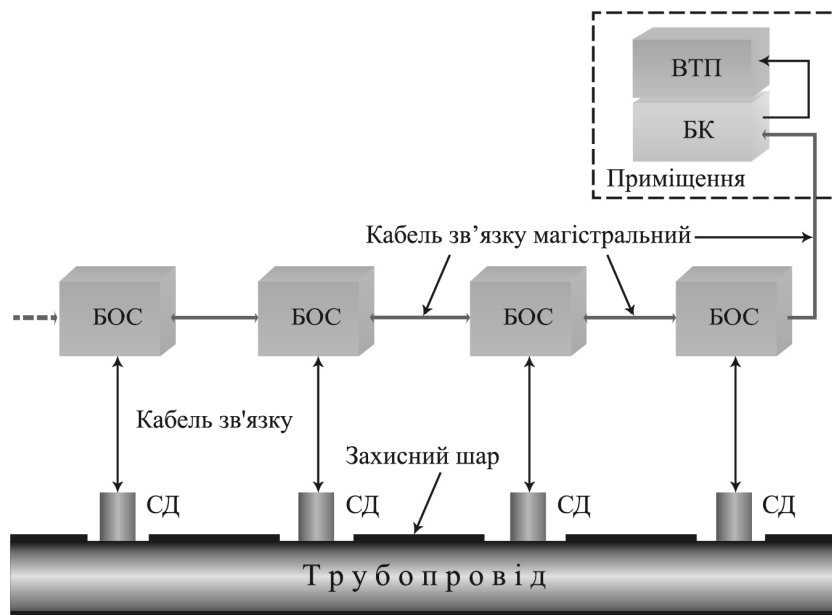 ВТП
БК
Приміщення
Кабель зв’язку магістральний
БОС
БОС
БОС
БОС
Кабель зв'язку
Захисний шар
СД
СД
СД
СД
Трубопровід